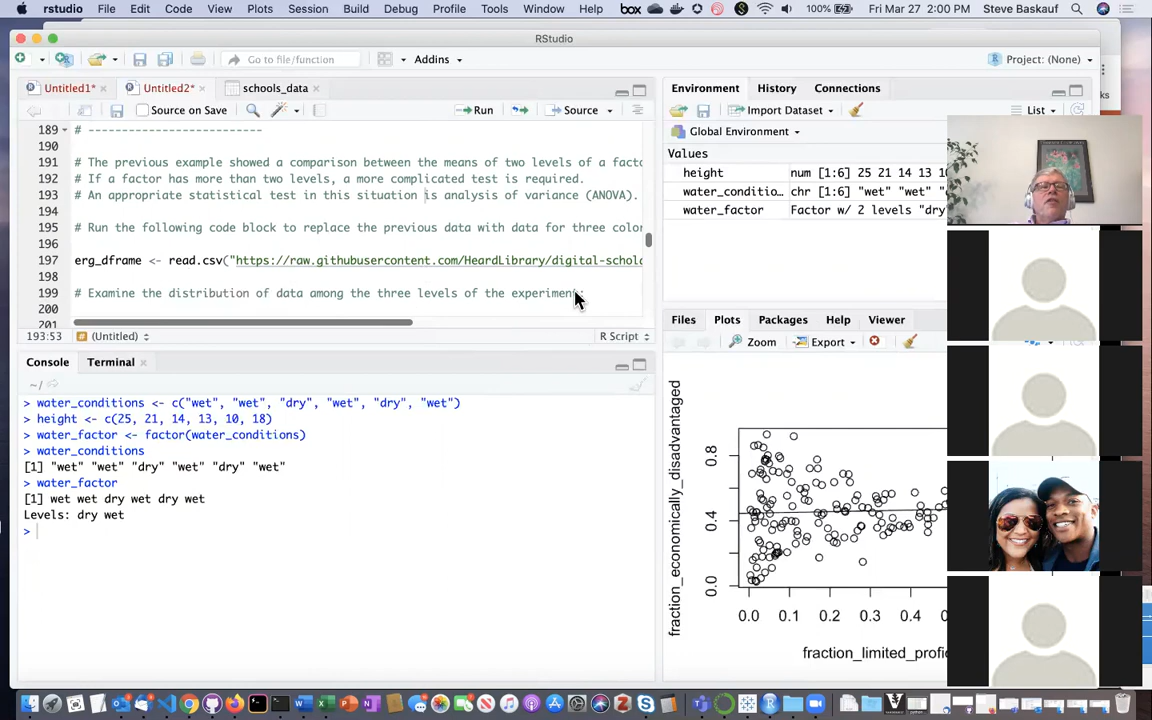 rstudio File Edit Code View Plots Session Build Debug Profile Tools Window Help box 100% Fri Mar 27 2:00 PM Steve Baskauf
RStudio
Go to file/function Addins Project: (None)
Untitled1* Untitled2* schools_data
Source on Save Run Source
189 # --------------------------
190
191 # The previous example showed a comparison between the means of two levels of a facto
192 # If a factor has more than two levels, a more complicated test is required.
193 # An appropriate statistical test in this situation is analysis of variance (ANOVA).
194
195 # Run the following code block to replace the previous data with data for three color
196
197 erg_dframe <- read.csv("https://raw.githubusercontent.com/HeardLibrary/digital-schola
198
199 # Examine the distribution of data among the three levels of the experiment:
200
201
193:53 (Untitled) R Script
Console Terminal
~/
> water_conditions <- c("wet", "wet", "dry", "wet", "dry", "wet")
> height <- c(25, 21, 14, 13, 10, 18)
> water_factor <- factor(water_conditions)
> water_conditions
[1] "wet" "wet" "dry" "wet" "dry" "wet"
> water_factor
[1] wet wet dry wet dry wet
Levels: dry wet
>
Environment History Connections
Import Dataset List
Global Environment
Values
height num [1:6] 25 21 14 13 10
water_conditio… chr [1:6] "wet" "wet"
water_factor Factor w/ 2 levels "dry
Files Plots Packages Help Viewer
Zoom Export
fraction_economically_disadvantaged
0.8
0.4
0.0
0.0 0.1 0.2 0.3 0.4
fraction_limited_profic